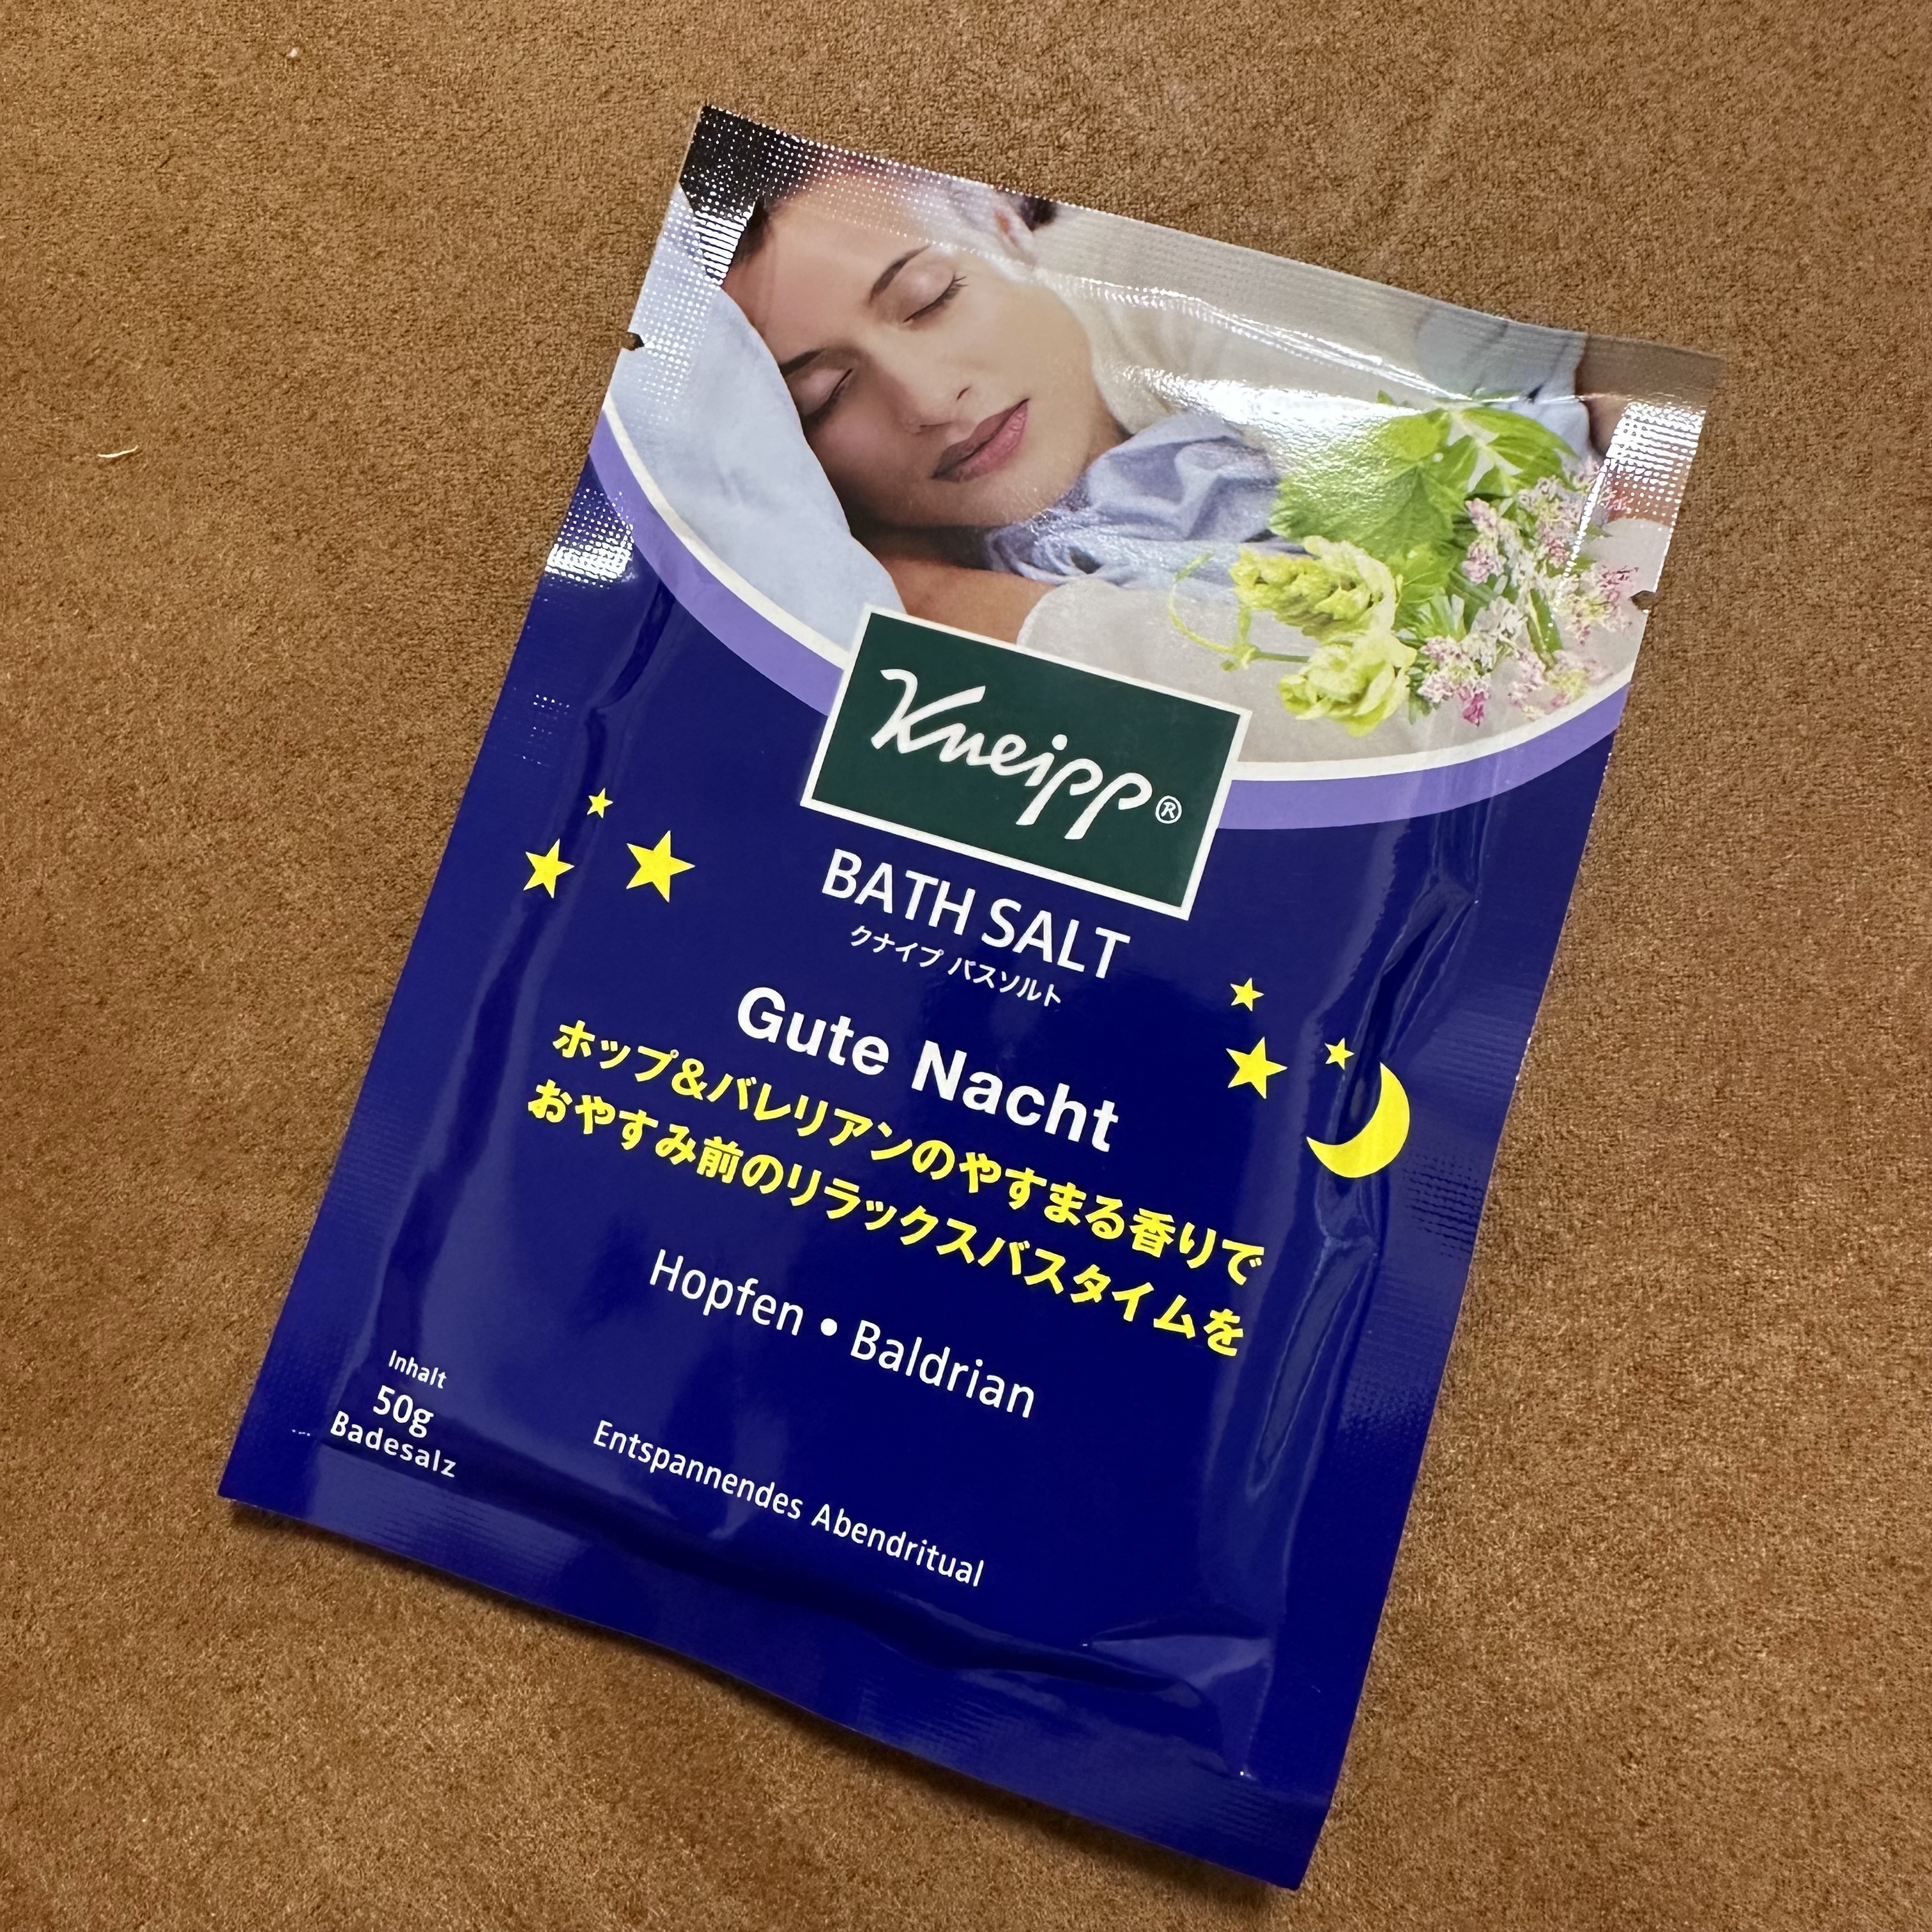 Kneipp®
BATH SALT
クナイプ バスソルト
Gute Nacht
ホップ&バレリアンのやすまる香りで
おやすみ前のリラックスバスタイムを
Hopfen • Baldrian
Inhalt
50g
Badesalz
Entspannendes Abendritual